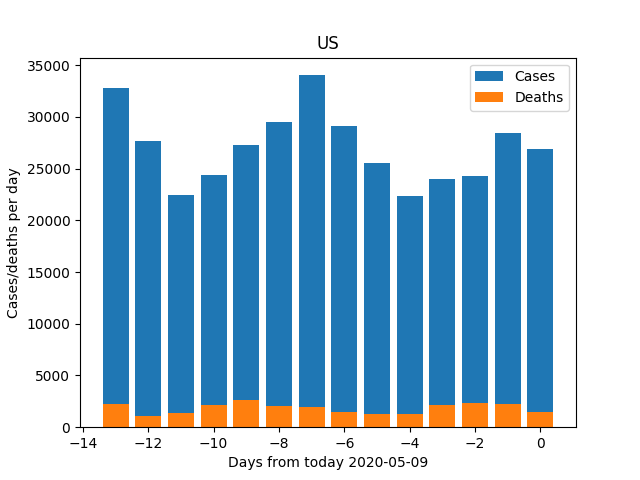 US
Cases/deaths per day
35000
30000
25000
20000
15000
10000
5000
0
Cases
Deaths
−14 −12 −10 −8 −6 −4 −2 0
Days from today 2020-05-09